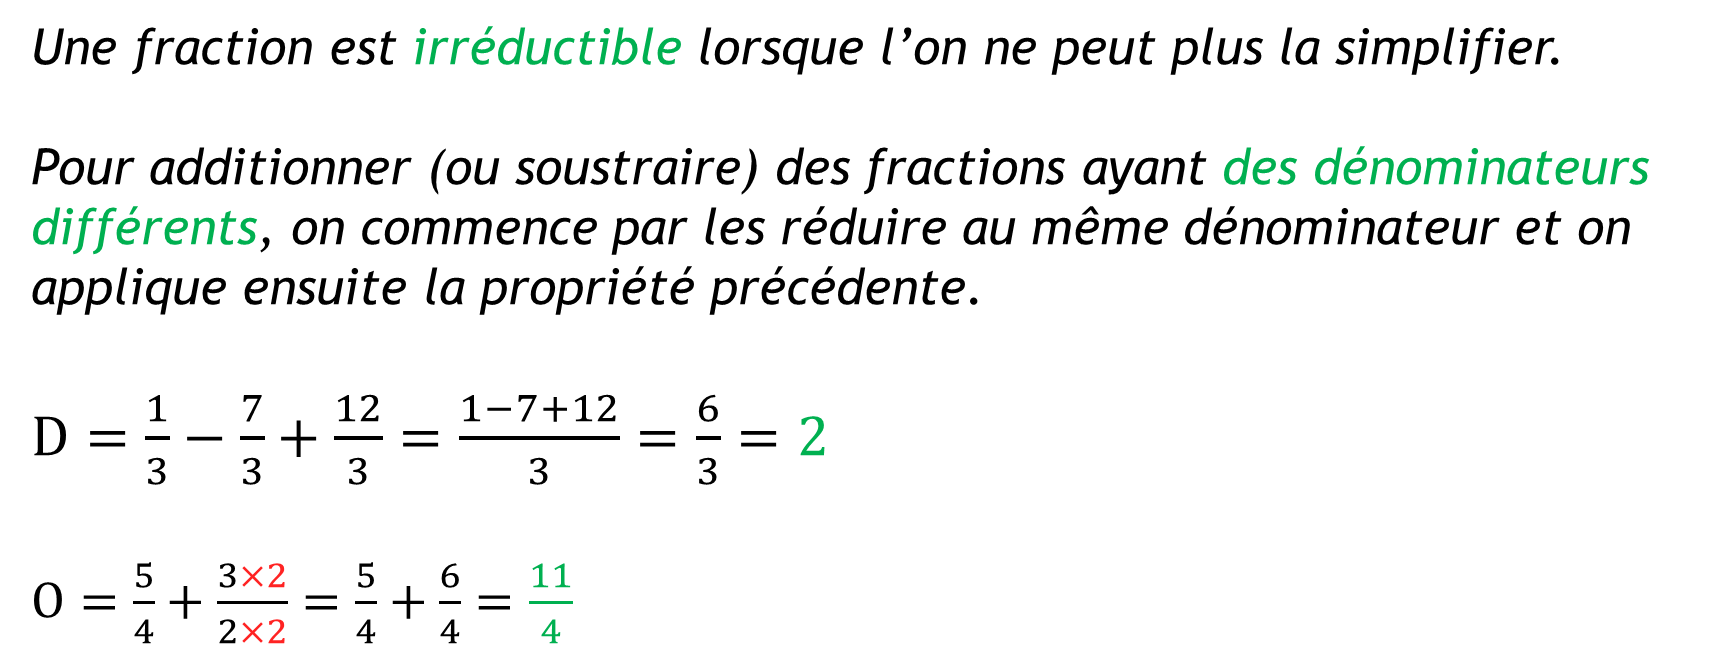 Une fraction est irréductible lorsque l’on ne peut plus la simplifier.
Pour additionner (ou soustraire) des fractions ayant des dénominateurs
différents, on commence par les réduire au même dénominateur et on
applique ensuite la propriété précédente.
D = 1/3 − 7/3 + 12/3 = (1−7+12)/3 = 6/3 = 2
O = 5/4 + (3×2)/(2×2) = 5/4 + 6/4 = 11/4